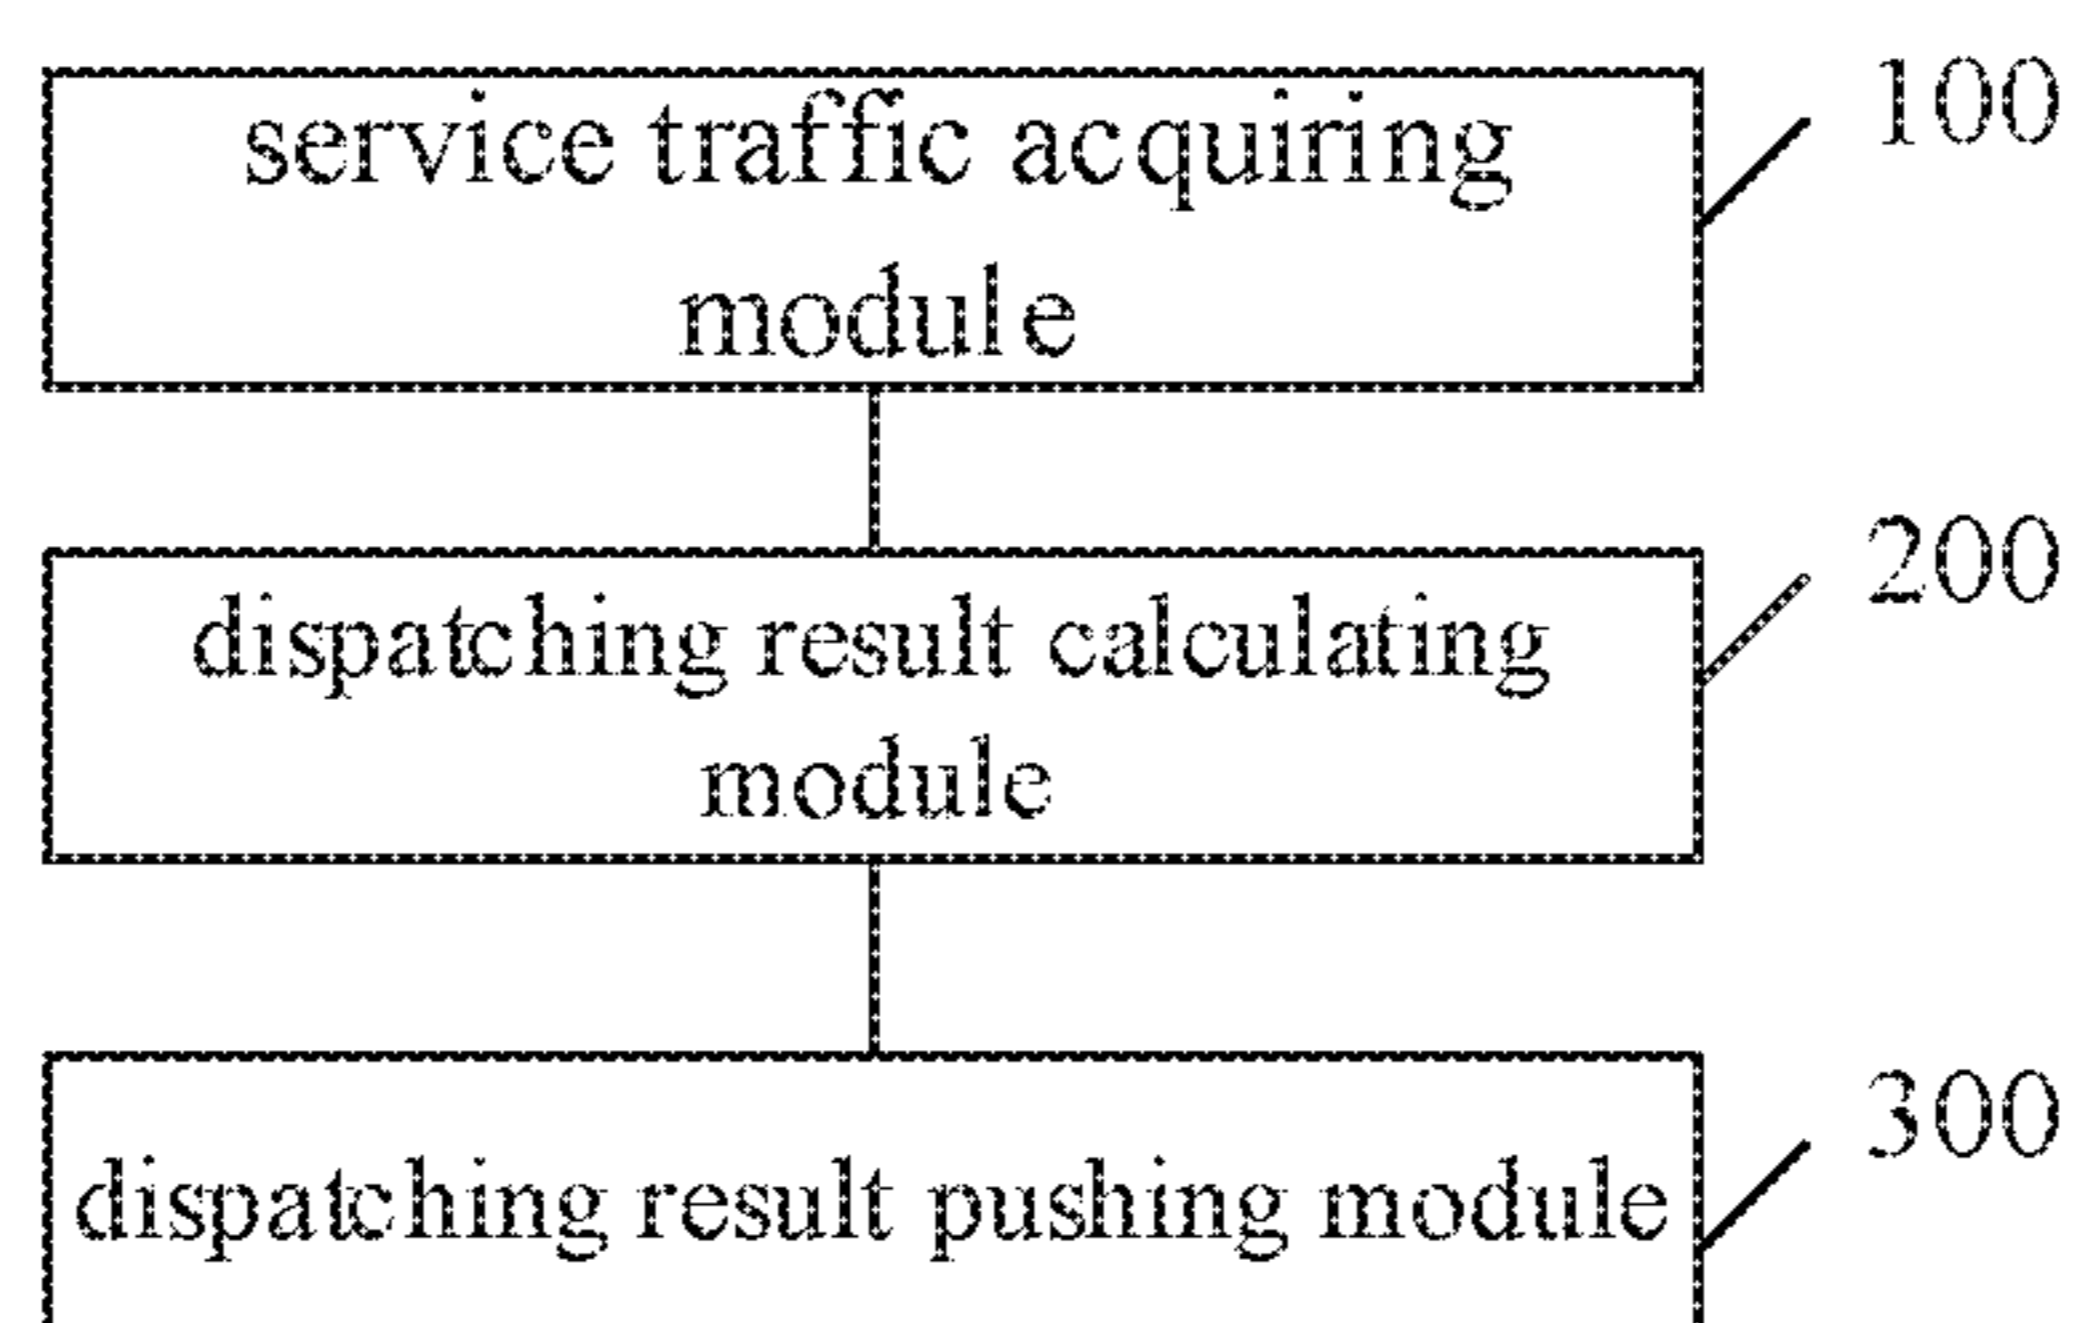 service traffic acquiring
module
100
dispatching result calculating
module
200
dispatching result pushing module
300